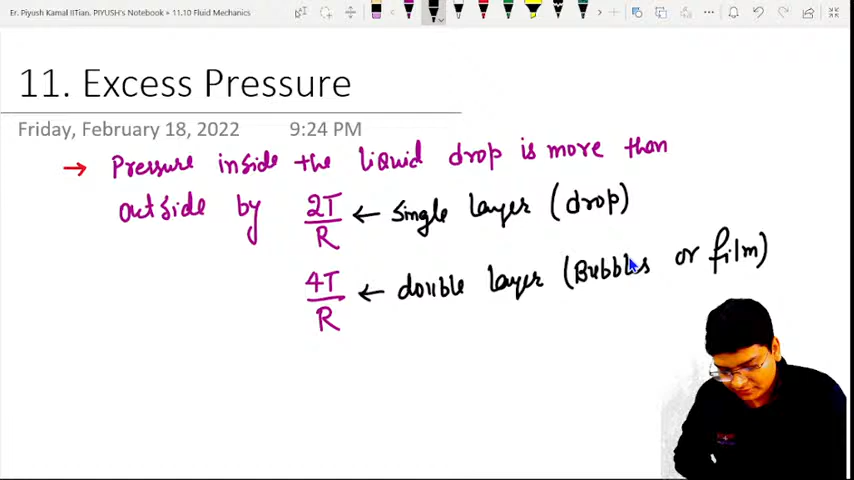 Er. Piyush Kamal IITian. PIYUSH's Notebook » 11.10 Fluid Mechanics
11. Excess Pressure
Friday, February 18, 2022 9:24 PM
→ Pressure inside the liquid drop is more than
outside by 2T/R ← single layer (drop)
4T/R ← double layer (Bubbles or film)